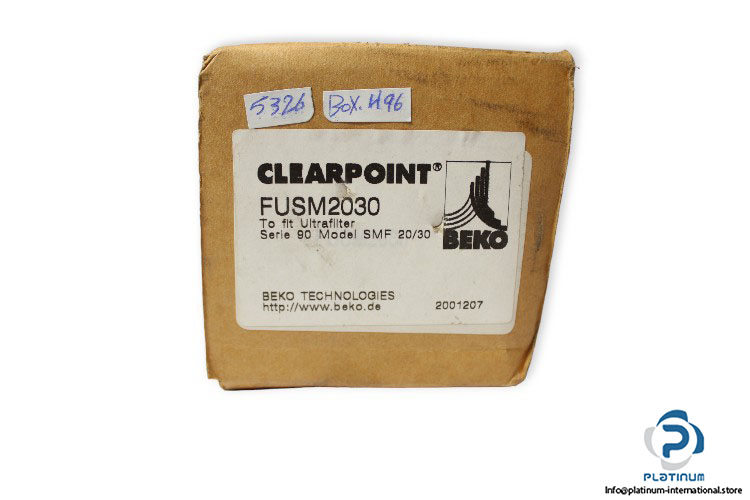 5326
Box.H96
CLEARPOINT®
FUSM2030
To fit Ultrafilter
Serie 90 Model SMF 20/30
BEKO
BEKO TECHNOLOGIES
http://www.beko.de
2001207
PLATINUM
Info@platinum-international.store